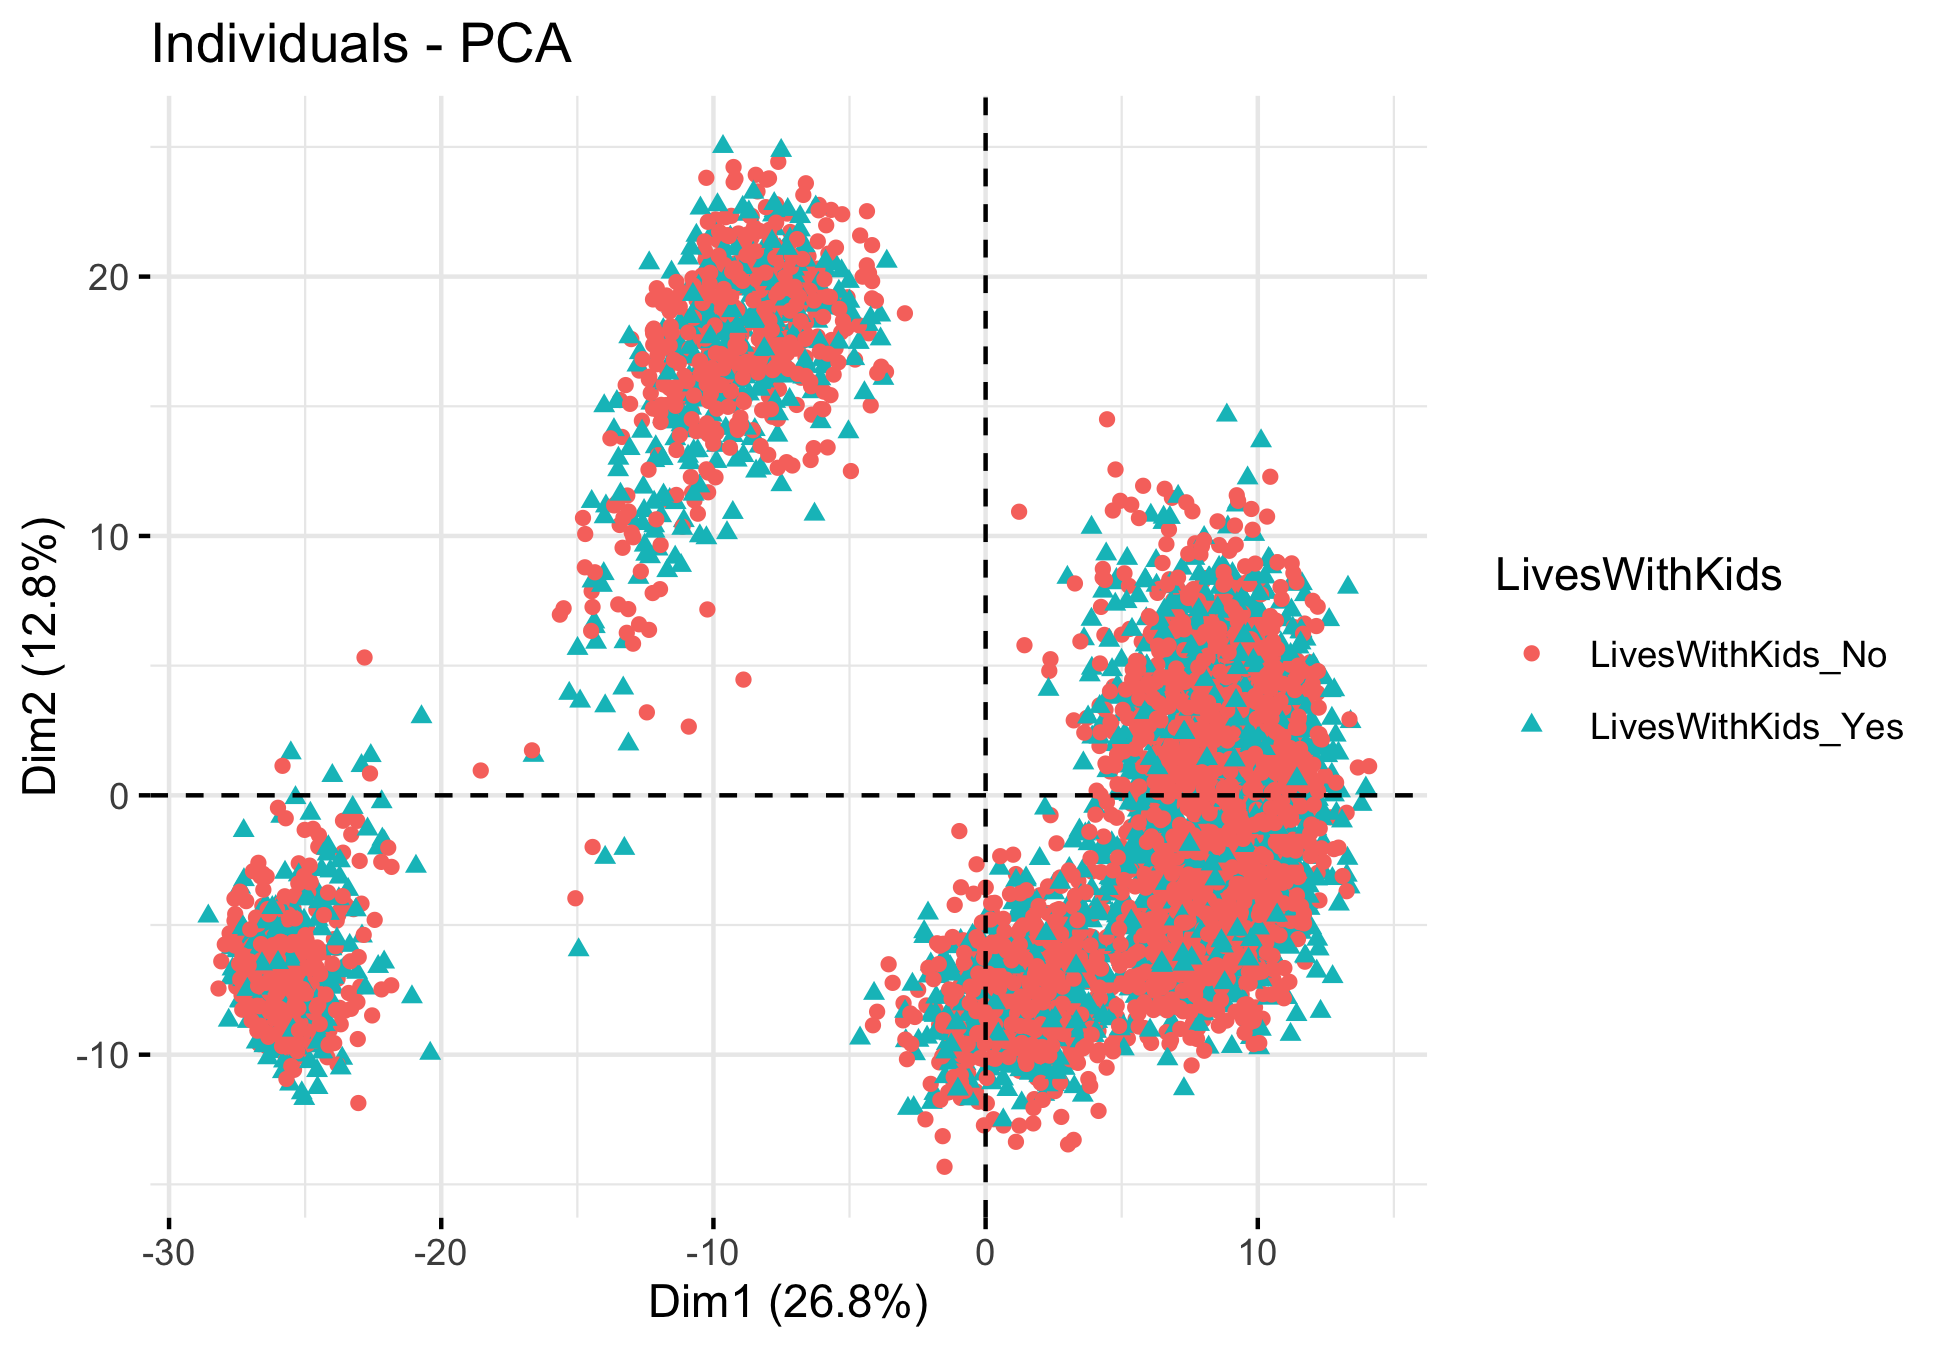 Individuals - PCA
Dim2 (12.8%)
20
10
0
-10
-30
-20
-10
0
10
Dim1 (26.8%)
LivesWithKids
LivesWithKids_No
LivesWithKids_Yes